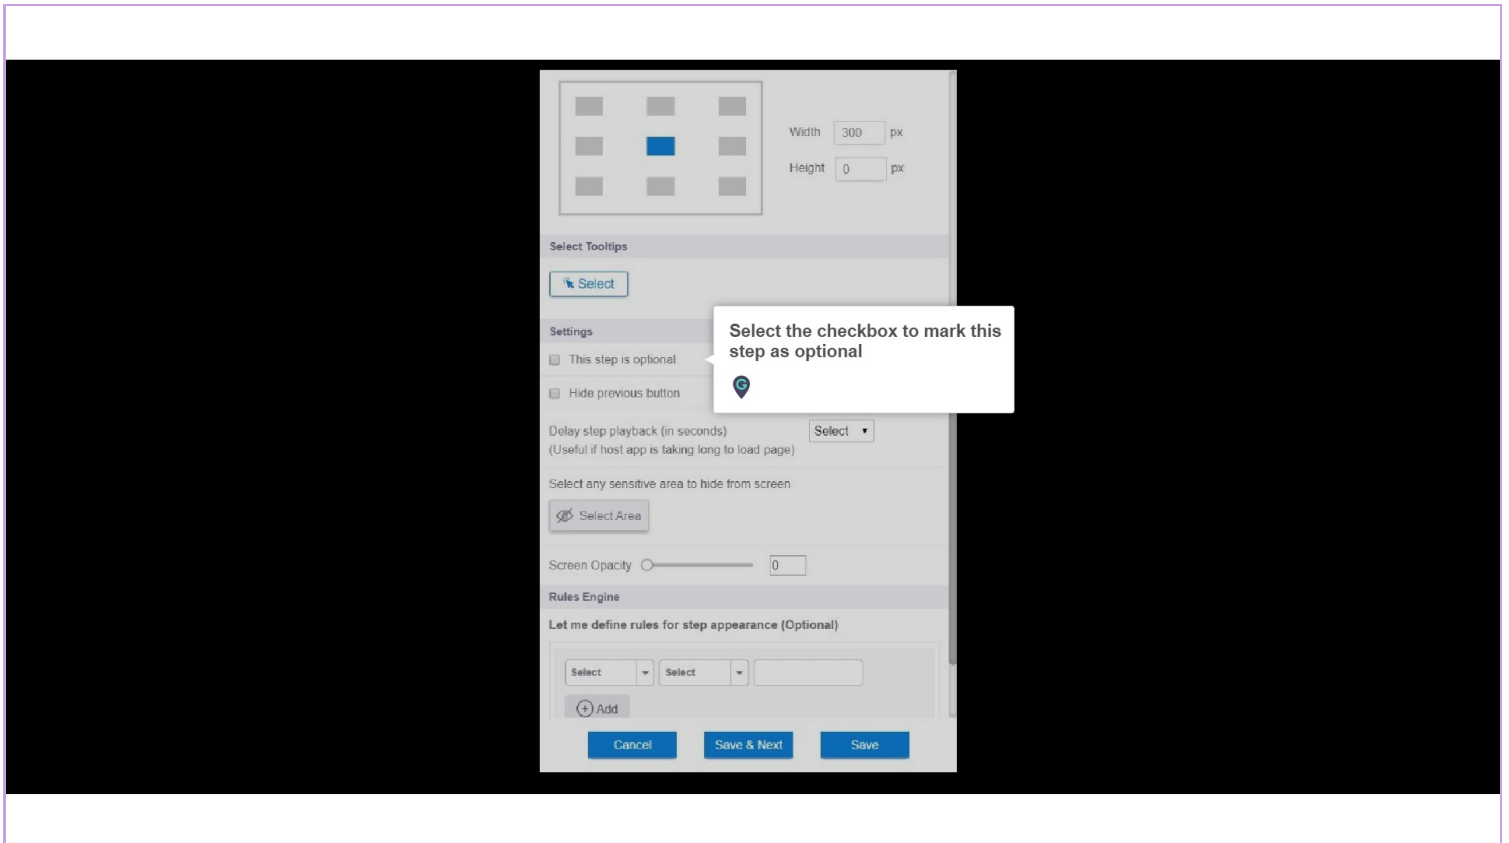 Width 300 px
Height 0 px
Select Tooltips
Select
Settings
Select the checkbox to mark this
step as optional
G
This step is optional
Hide previous button
Delay step playback (in seconds)
Select
(Useful if host app is taking long to load page)
Select any sensitive area to hide from screen
Select Area
Screen Opacity 0
Rules Engine
Let me define rules for step appearance (Optional)
Select Select
Add
Cancel Save & Next Save